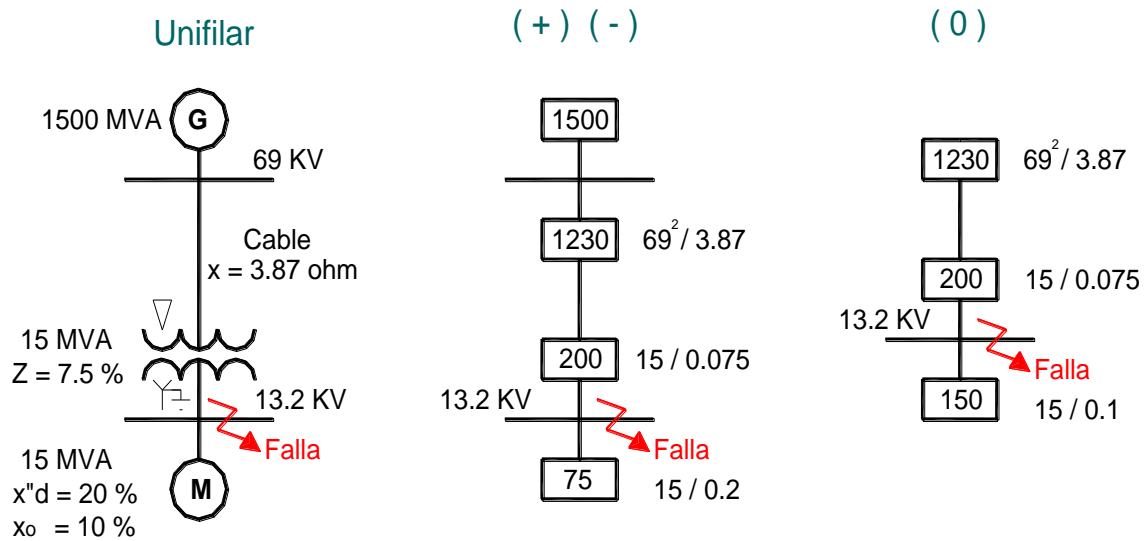 Unifilar
1500 MVA
G
69 KV
Cable
x = 3.87 ohm
15 MVA
Z = 7.5 %
13.2 KV
Falla
15 MVA
x"d = 20 %
xo = 10 %
M
( + ) ( - )
1500
1230 69² / 3.87
200 15 / 0.075
13.2 KV
Falla
75 15 / 0.2
( 0 )
1230 69² / 3.87
200 15 / 0.075
13.2 KV
Falla
150 15 / 0.1